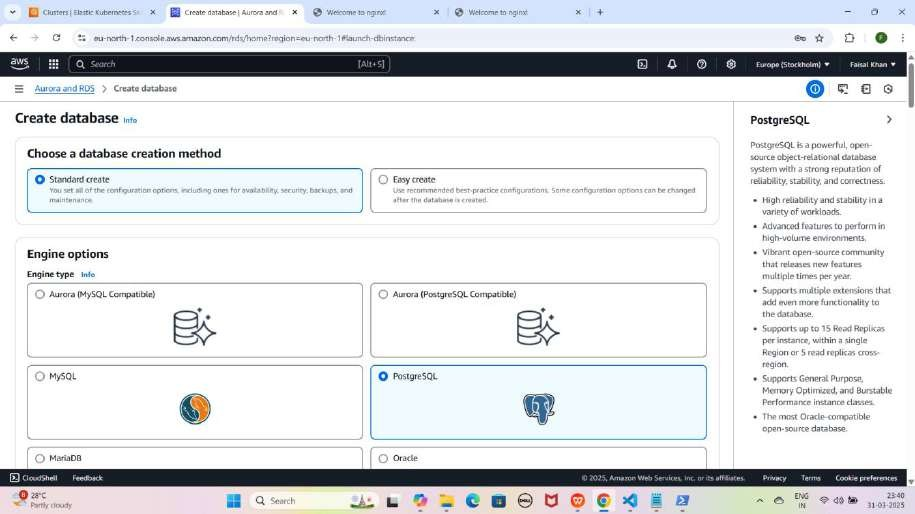 Clusters | Elastic Kubernetes Se
Create database | Aurora and R
Welcome to nginx!
Welcome to nginx!
eu-north-1.console.aws.amazon.com/rds/home?region=eu-north-1#launch-dbinstance:
F
aws
Search
[Alt+S]
Europe (Stockholm)
Faisal Khan
Aurora and RDS
Create database
Create database Info
Choose a database creation method
Standard create
You set all of the configuration options, including ones for availability, security, backups, and
maintenance.
Easy create
Use recommended best-practice configurations. Some configuration options can be changed
after the database is created.
Engine options
Engine type Info
Aurora (MySQL Compatible)
Aurora (PostgreSQL Compatible)
MySQL
PostgreSQL
MariaDB
Oracle
PostgreSQL
PostgreSQL is a powerful, open-
source object-relational database
system with a strong reputation of
reliability, stability, and correctness.
• High reliability and stability in a
variety of workloads.
• Advanced features to perform in
high-volume environments.
• Vibrant open-source community
that releases new features
multiple times per year.
• Supports multiple extensions that
add even more functionality to
the database.
• Supports up to 15 Read Replicas
per instance, within a single
Region or 5 read replicas cross-
region.
• Supports General Purpose,
Memory Optimized, and Burstable
Performance instance classes.
• The most Oracle-compatible
open-source database.
CloudShell
Feedback
© 2025, Amazon Web Services, Inc. or its affiliates.
Privacy
Terms
Cookie preferences
28°C
Partly cloudy
Search
DELL
ENG
IN
23:40
31-03-2025